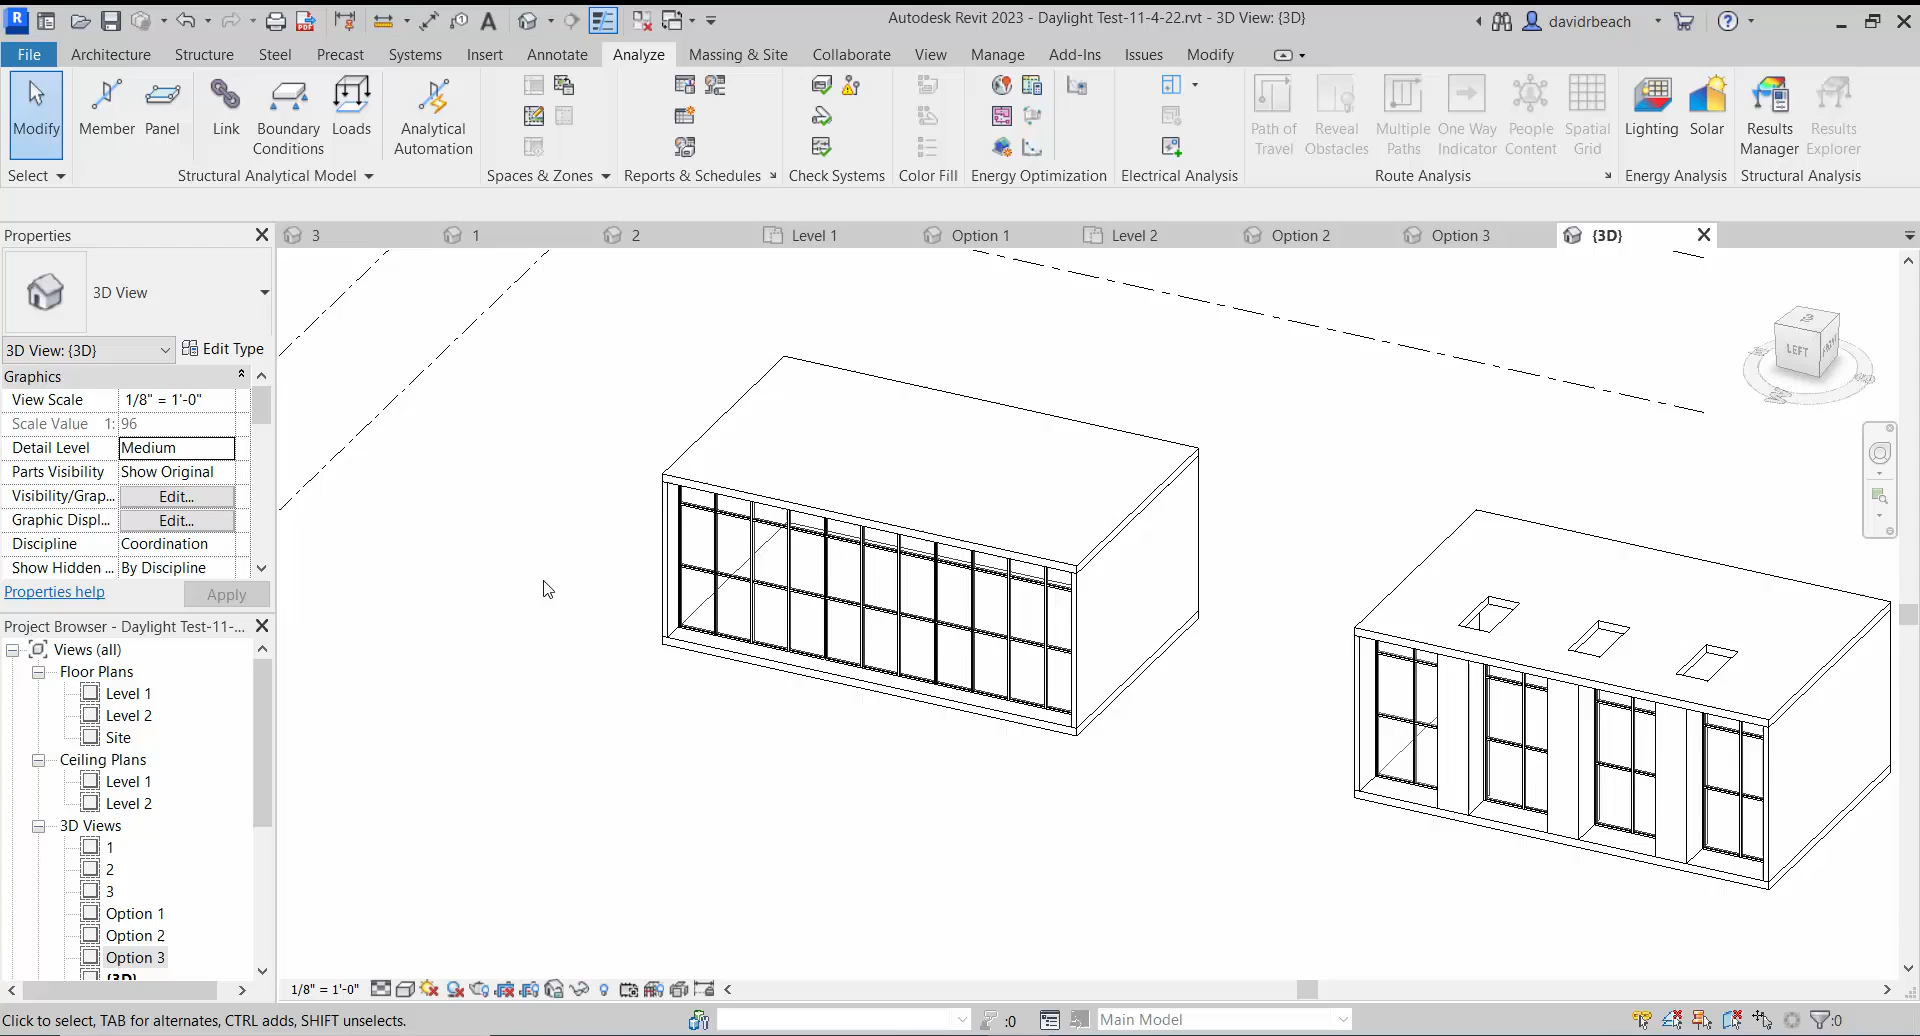 Autodesk Revit 2023 - Daylight Test-11-4-22.rvt - 3D View: {3D}
davidrbeach
File Architecture Structure Steel Precast Systems Insert Annotate Analyze Massing & Site Collaborate View Manage Add-Ins Issues Modify
Modify Member Panel Link Boundary Conditions Loads Analytical Automation Path of Travel Reveal Obstacles Multiple Paths One Way Indicator People Content Spatial Grid Lighting Solar Results Manager Results Explorer
Select Structural Analytical Model Spaces & Zones Reports & Schedules Check Systems Color Fill Energy Optimization Electrical Analysis Route Analysis Energy Analysis Structural Analysis
Properties
3 1 2 Level 1 Option 1 Level 2 Option 2 Option 3 {3D}
3D View
3D View: {3D} Edit Type
Graphics
View Scale 1/8" = 1'-0"
Scale Value 1: 96
Detail Level Medium
Parts Visibility Show Original
Visibility/Grap... Edit...
Graphic Displ... Edit...
Discipline Coordination
Show Hidden ... By Discipline
Properties help Apply
Project Browser - Daylight Test-11-...
Views (all)
Floor Plans
Level 1
Level 2
Site
Ceiling Plans
Level 1
Level 2
3D Views
1
2
3
Option 1
Option 2
Option 3
{3D}
LEFT
1/8" = 1'-0"
Click to select, TAB for alternates, CTRL adds, SHIFT unselects.
:0
Main Model
:0